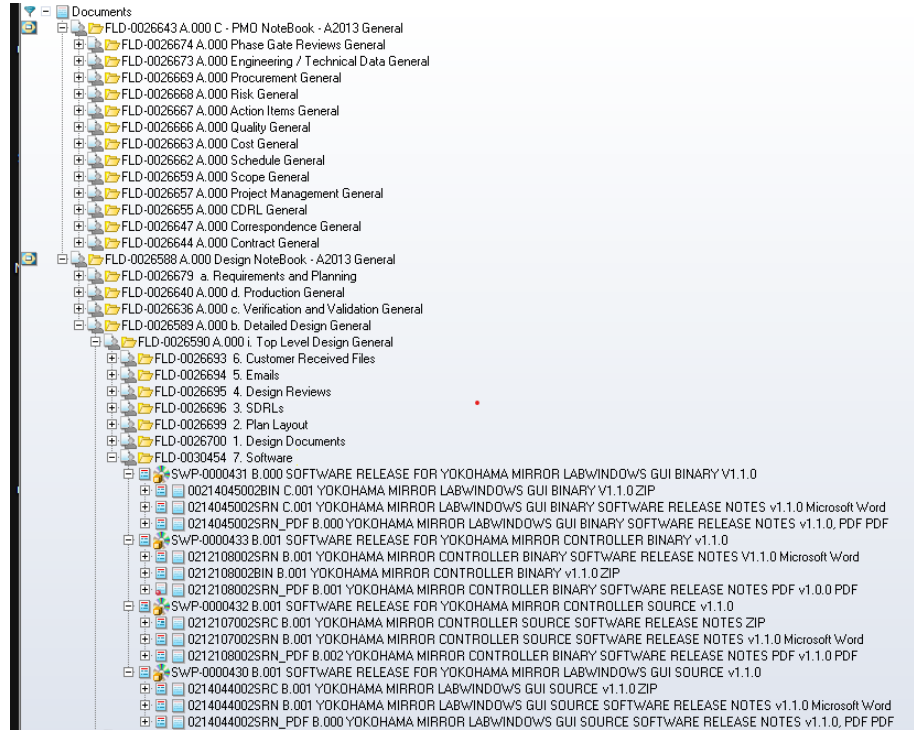 Documents
FLD-0026643 A.000 C - PMO NoteBook - A2013 General
FLD-0026674 A.000 Phase Gate Reviews General
FLD-0026673 A.000 Engineering / Technical Data General
FLD-0026669 A.000 Procurement General
FLD-0026668 A.000 Risk General
FLD-0026667 A.000 Action Items General
FLD-0026666 A.000 Quality General
FLD-0026663 A.000 Cost General
FLD-0026662 A.000 Schedule General
FLD-0026659 A.000 Scope General
FLD-0026657 A.000 Project Management General
FLD-0026655 A.000 CDRL General
FLD-0026647 A.000 Correspondence General
FLD-0026644 A.000 Contract General
FLD-0026588 A.000 Design NoteBook - A2013 General
FLD-0026679 a. Requirements and Planning
FLD-0026640 A.000 d. Production General
FLD-0026636 A.000 c. Verification and Validation General
FLD-0026589 A.000 b. Detailed Design General
FLD-0026590 A.000 i. Top Level Design General
FLD-0026693 6. Customer Received Files
FLD-0026694 5. Emails
FLD-0026695 4. Design Reviews
FLD-0026696 3. SDRLs
FLD-0026699 2. Plan Layout
FLD-0026700 1. Design Documents
FLD-0030454 7. Software
SWP-0000431 B.000 SOFTWARE RELEASE FOR YOKOHAMA MIRROR LABWINDOWS GUI BINARY V1.1.0
00214045002BIN C.001 YOKOHAMA MIRROR LABWINDOWS GUI BINARY V1.1.0 ZIP
0214045002SRN C.001 YOKOHAMA MIRROR LABWINDOWS GUI BINARY SOFTWARE RELEASE NOTES v1.1.0 Microsoft Word
0214045002SRN_PDF B.000 YOKOHAMA MIRROR LABWINDOWS GUI BINARY SOFTWARE RELEASE NOTES v1.1.0, PDF PDF
SWP-0000433 B.001 SOFTWARE RELEASE FOR YOKOHAMA MIRROR CONTROLLER BINARY v1.1.0
0212108002SRN B.001 YOKOHAMA MIRROR CONTROLLER BINARY SOFTWARE RELEASE NOTES V1.1.0 Microsoft Word
0212108002BIN B.001 YOKOHAMA MIRROR CONTROLLER BINARY v1.1.0 ZIP
0212108002SRN_PDF B.001 YOKOHAMA MIRROR CONTROLLER BINARY SOFTWARE RELEASE NOTES PDF v1.0.0 PDF
SWP-0000432 B.001 SOFTWARE RELEASE FOR YOKOHAMA MIRROR CONTROLLER SOURCE v1.1.0
0212107002SRC B.001 YOKOHAMA MIRROR CONTROLLER SOURCE SOFTWARE RELEASE NOTES ZIP
0212107002SRN B.001 YOKOHAMA MIRROR CONTROLLER SOURCE SOFTWARE RELEASE NOTES v1.1.0 Microsoft Word
0212108002SRN_PDF B.002 YOKOHAMA MIRROR CONTROLLER BINARY SOFTWARE RELEASE NOTES PDF v1.1.0 PDF
SWP-0000430 B.001 SOFTWARE RELEASE FOR YOKOHAMA MIRROR LABWINDOWS GUI SOURCE v1.1.0
0214044002SRC B.001 YOKOHAMA MIRROR LABWINDOWS GUI SOURCE v1.1.0 ZIP
0214044002SRN B.001 YOKOHAMA MIRROR LABWINDOWS GUI SOURCE SOFTWARE RELEASE NOTES v1.1.0 Microsoft Word
0214044002SRN_PDF B.000 YOKOHAMA MIRROR LABWINDOWS GUI SOURCE SOFTWARE RELEASE NOTES v1.1.0, PDF PDF